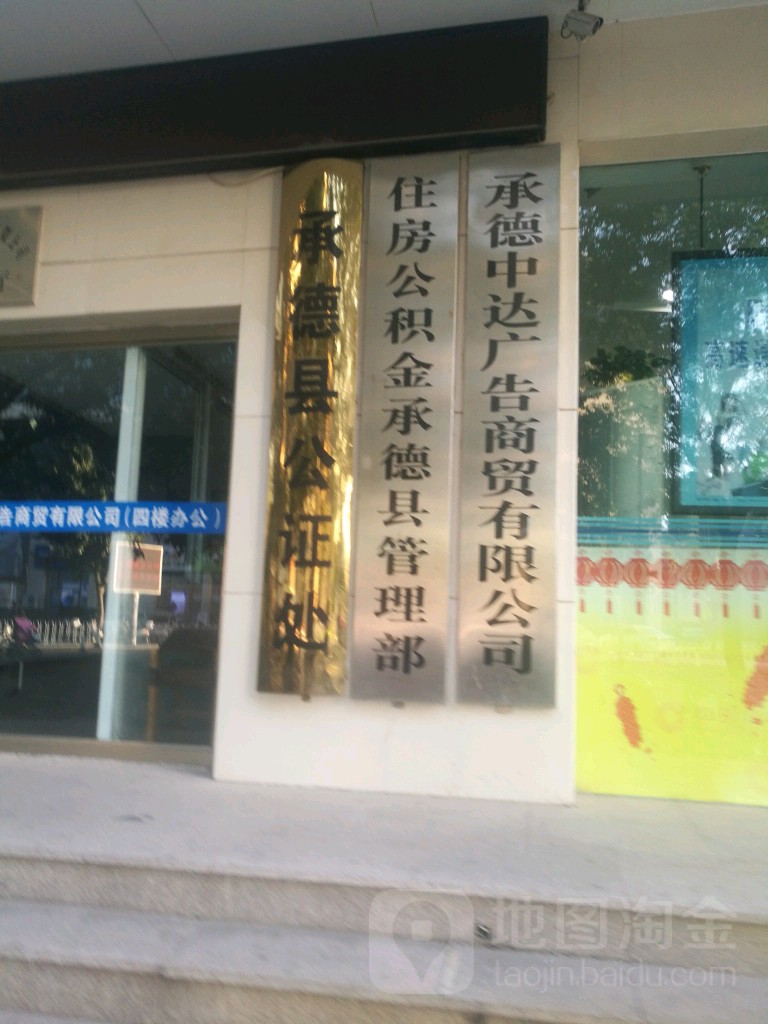 承德县公证处
住房公积金承德县管理部
承德中达广告商贸有限公司
告商贸有限公司(四楼办公)
地图淘金
taojin.baidu.com